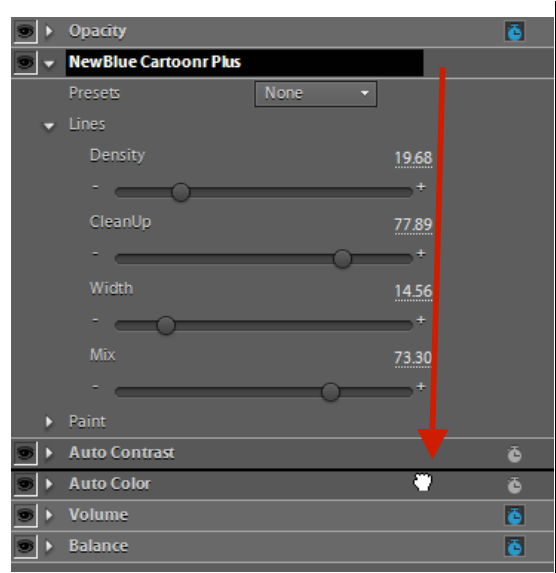 Opacity
NewBlue Cartoonr Plus
Presets None
Lines
Density 19.68
- +
CleanUp 77.89
- +
Width 14.56
- +
Mix 73.30
- +
Paint
Auto Contrast
Auto Color
Volume
Balance